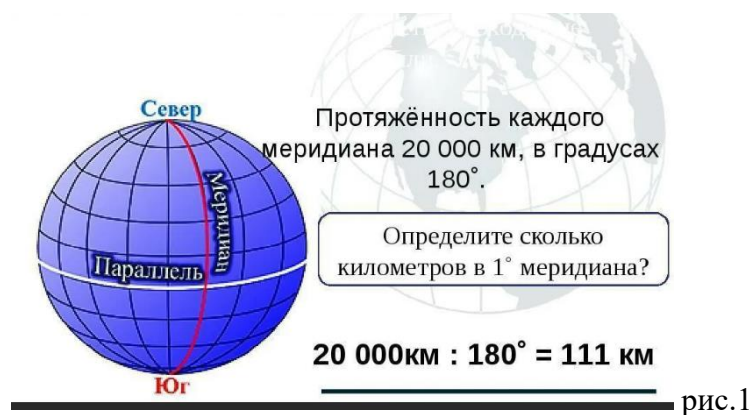 Север
Протяжённость каждого
меридиана 20 000 км, в градусах
180˚.
Меридиан
Параллель
Определите сколько
километров в 1˚ меридиана?
20 000км : 180˚ = 111 км
Юг
рис.1